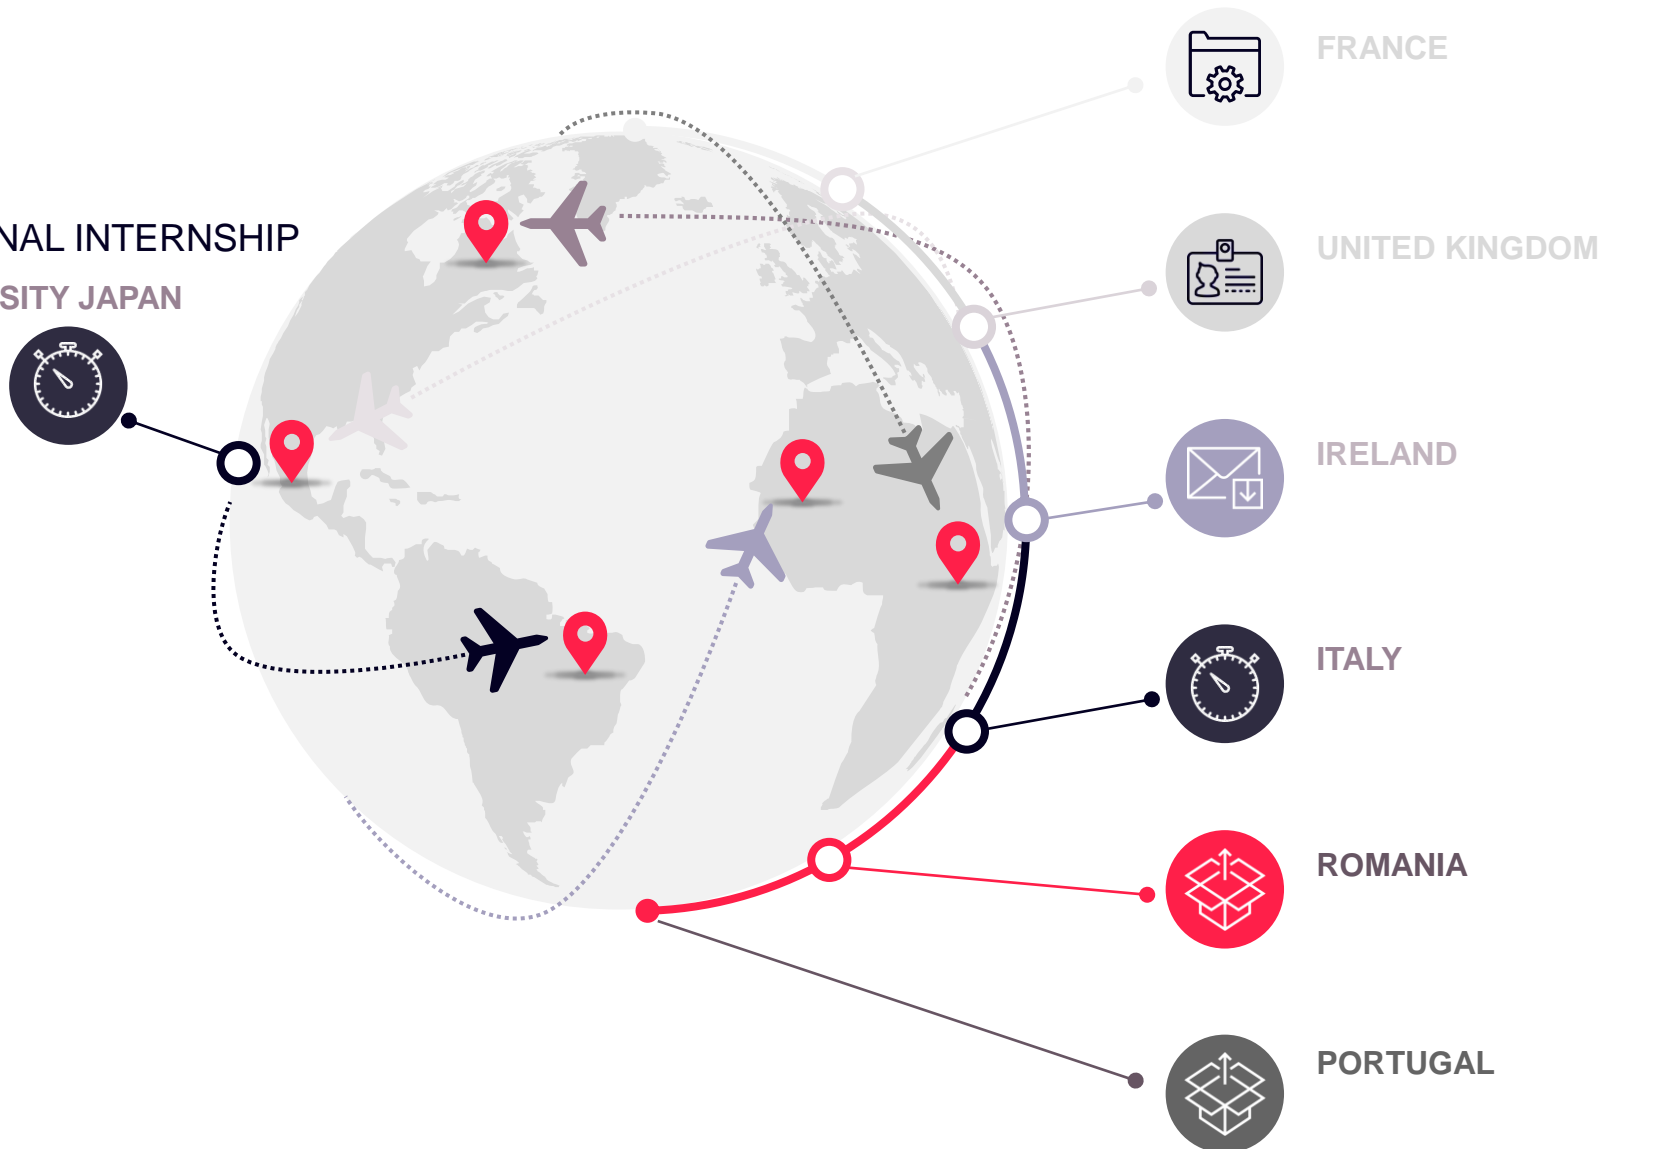 FRANCE
NAL INTERNSHIP
UNITED KINGDOM
SITY JAPAN
IRELAND
ITALY
ROMANIA
PORTUGAL